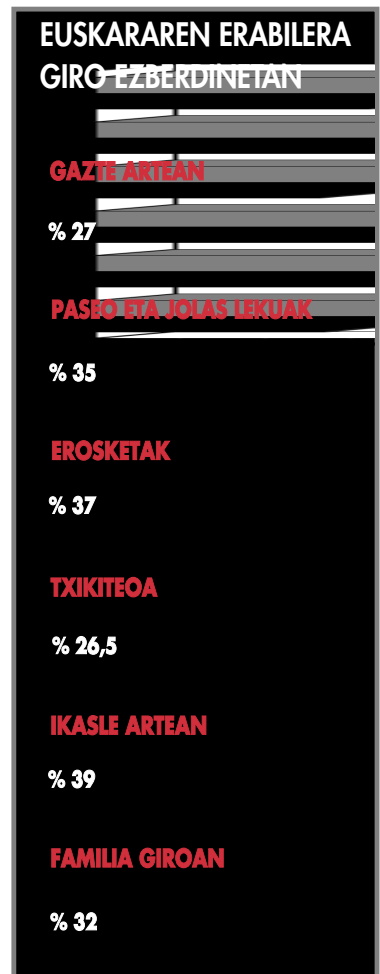 EUSKARAREN ERABILERA
GIRO EZBERDINETAN
GAZTE ARTEAN
% 27
PASEO ETA JOLAS LEKUAK
% 35
EROSKETAK
% 37
TXIKITEOA
% 26,5
IKASLE ARTEAN
% 39
FAMILIA GIROAN
% 32